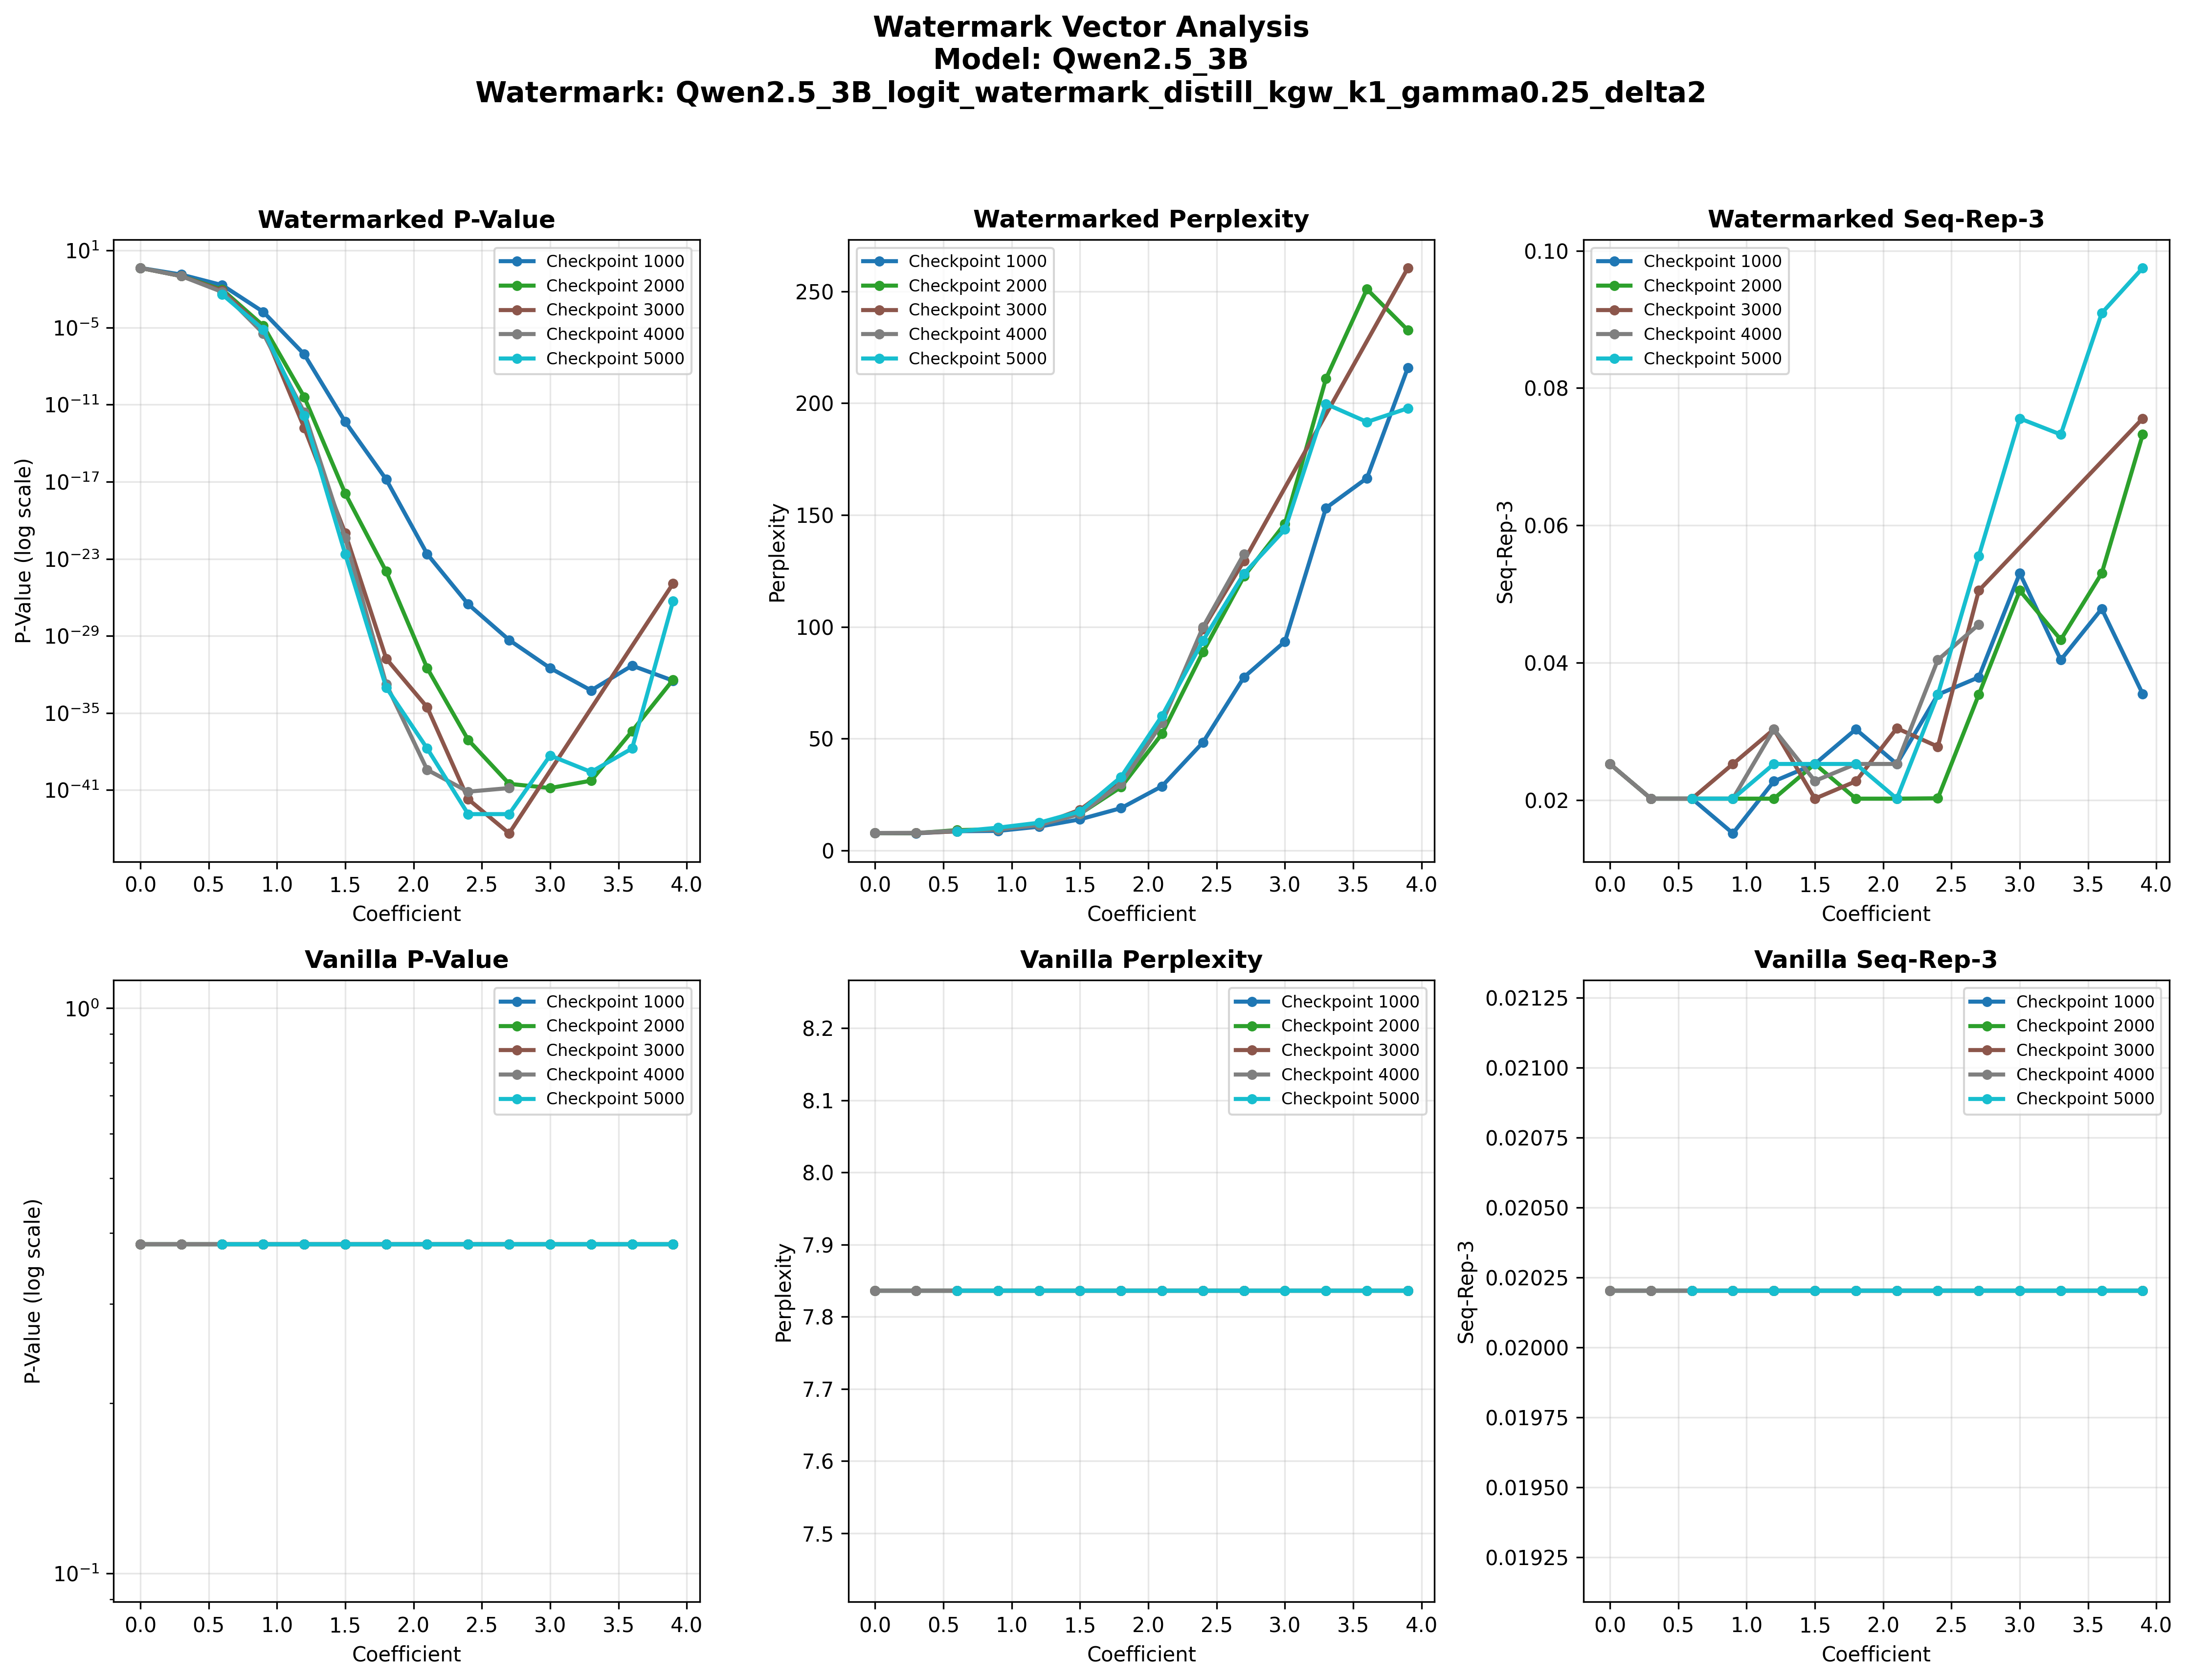 Watermark Vector Analysis
Model: Qwen2.5_3B
Watermark: Qwen2.5_3B_logit_watermark_distill_kgw_k1_gamma0.25_delta2
Watermarked P-Value
P-Value (log scale)
10^1
10^-5
10^-11
10^-17
10^-23
10^-29
10^-35
10^-41
Checkpoint 1000
Checkpoint 2000
Checkpoint 3000
Checkpoint 4000
Checkpoint 5000
0.0 0.5 1.0 1.5 2.0 2.5 3.0 3.5 4.0
Coefficient
Watermarked Perplexity
Perplexity
250
200
150
100
50
0
Checkpoint 1000
Checkpoint 2000
Checkpoint 3000
Checkpoint 4000
Checkpoint 5000
0.0 0.5 1.0 1.5 2.0 2.5 3.0 3.5 4.0
Coefficient
Watermarked Seq-Rep-3
Seq-Rep-3
0.10
0.08
0.06
0.04
0.02
Checkpoint 1000
Checkpoint 2000
Checkpoint 3000
Checkpoint 4000
Checkpoint 5000
0.0 0.5 1.0 1.5 2.0 2.5 3.0 3.5 4.0
Coefficient
Vanilla P-Value
P-Value (log scale)
10^0
10^-1
Checkpoint 1000
Checkpoint 2000
Checkpoint 3000
Checkpoint 4000
Checkpoint 5000
0.0 0.5 1.0 1.5 2.0 2.5 3.0 3.5 4.0
Coefficient
Vanilla Perplexity
Perplexity
8.2
8.1
8.0
7.9
7.8
7.7
7.6
7.5
Checkpoint 1000
Checkpoint 2000
Checkpoint 3000
Checkpoint 4000
Checkpoint 5000
0.0 0.5 1.0 1.5 2.0 2.5 3.0 3.5 4.0
Coefficient
Vanilla Seq-Rep-3
Seq-Rep-3
0.02125
0.02100
0.02075
0.02050
0.02025
0.02000
0.01975
0.01950
0.01925
Checkpoint 1000
Checkpoint 2000
Checkpoint 3000
Checkpoint 4000
Checkpoint 5000
0.0 0.5 1.0 1.5 2.0 2.5 3.0 3.5 4.0
Coefficient